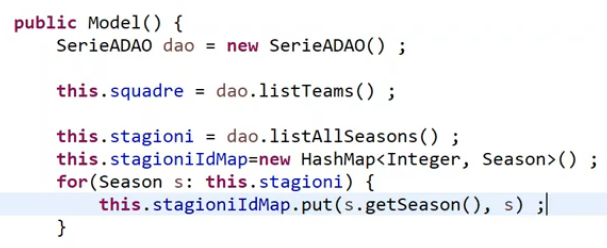 public Model() {
SerieADAO dao = new SerieADAO() ;
this.squadre = dao.listTeams() ;
this.stagioni = dao.listAllSeasons() ;
this.stagioniIdMap=new HashMap<Integer, Season>() ;
for(Season s: this.stagioni) {
this.stagioniIdMap.put(s.getSeason(), s) ;
}